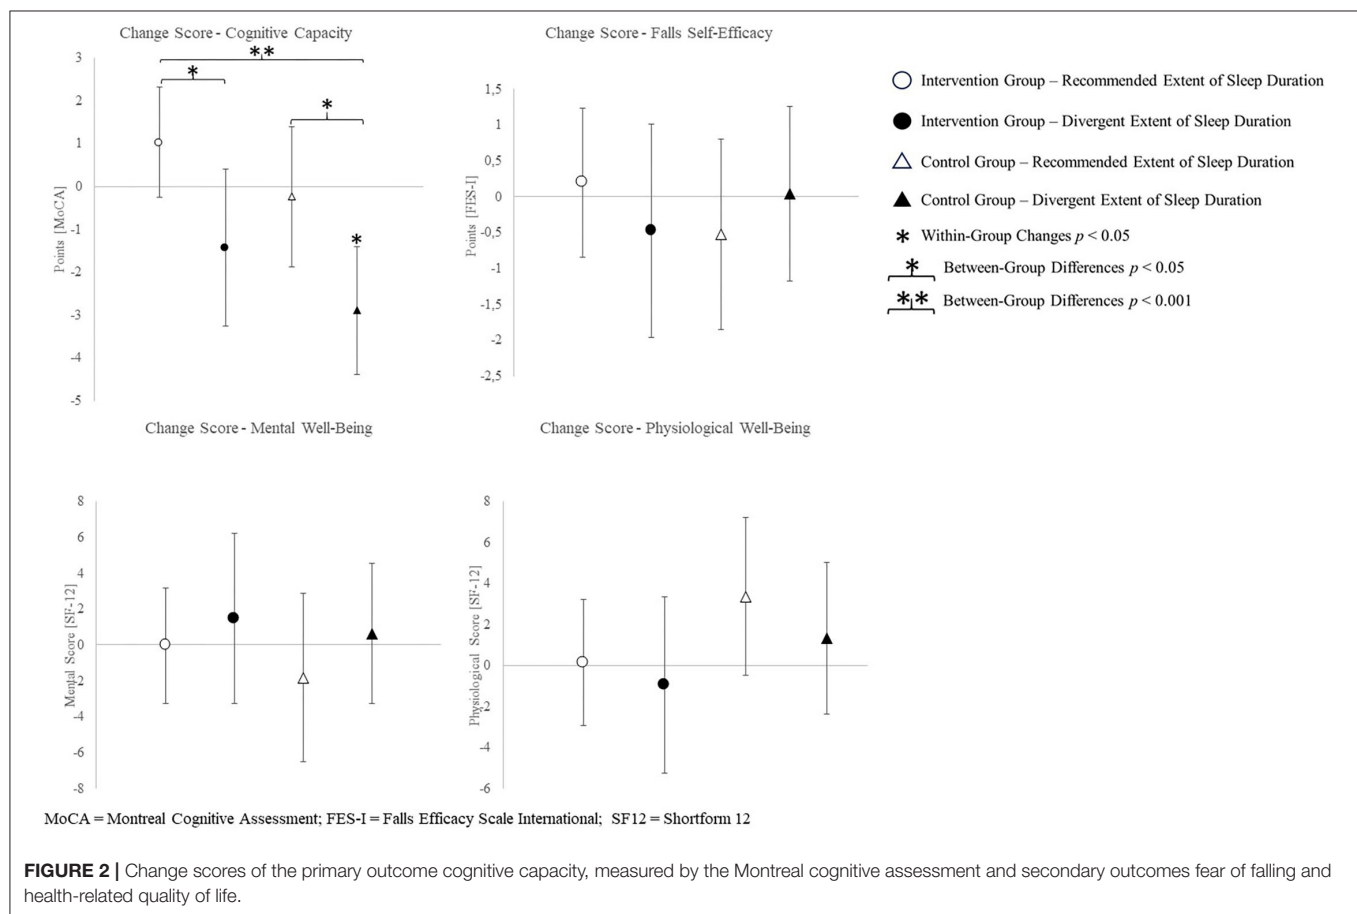 Change Score - Cognitive Capacity
**
*
*
*
3
2
1
0
-1
-2
-3
-4
-5
Points [MoCA]
Change Score - Falls Self-Efficacy
1,5
1
0,5
0
-0,5
-1
-1,5
-2
-2,5
Points [FES-I]
Intervention Group – Recommended Extent of Sleep Duration
Intervention Group – Divergent Extent of Sleep Duration
Control Group – Recommended Extent of Sleep Duration
Control Group – Divergent Extent of Sleep Duration
* Within-Group Changes p < 0.05
* Between-Group Differences p < 0.05
** Between-Group Differences p < 0.001
Change Score - Mental Well-Being
8
6
4
2
0
-2
-4
-6
-8
Mental Score [SF-12]
Change Score - Physiological Well-Being
8
6
4
2
0
-2
-4
-6
Physiological Score [SF-12]
MoCA = Montreal Cognitive Assessment; FES-I = Falls Efficacy Scale International; SF12 = Shortform 12
FIGURE 2 | Change scores of the primary outcome cognitive capacity, measured by the Montreal cognitive assessment and secondary outcomes fear of falling and
health-related quality of life.